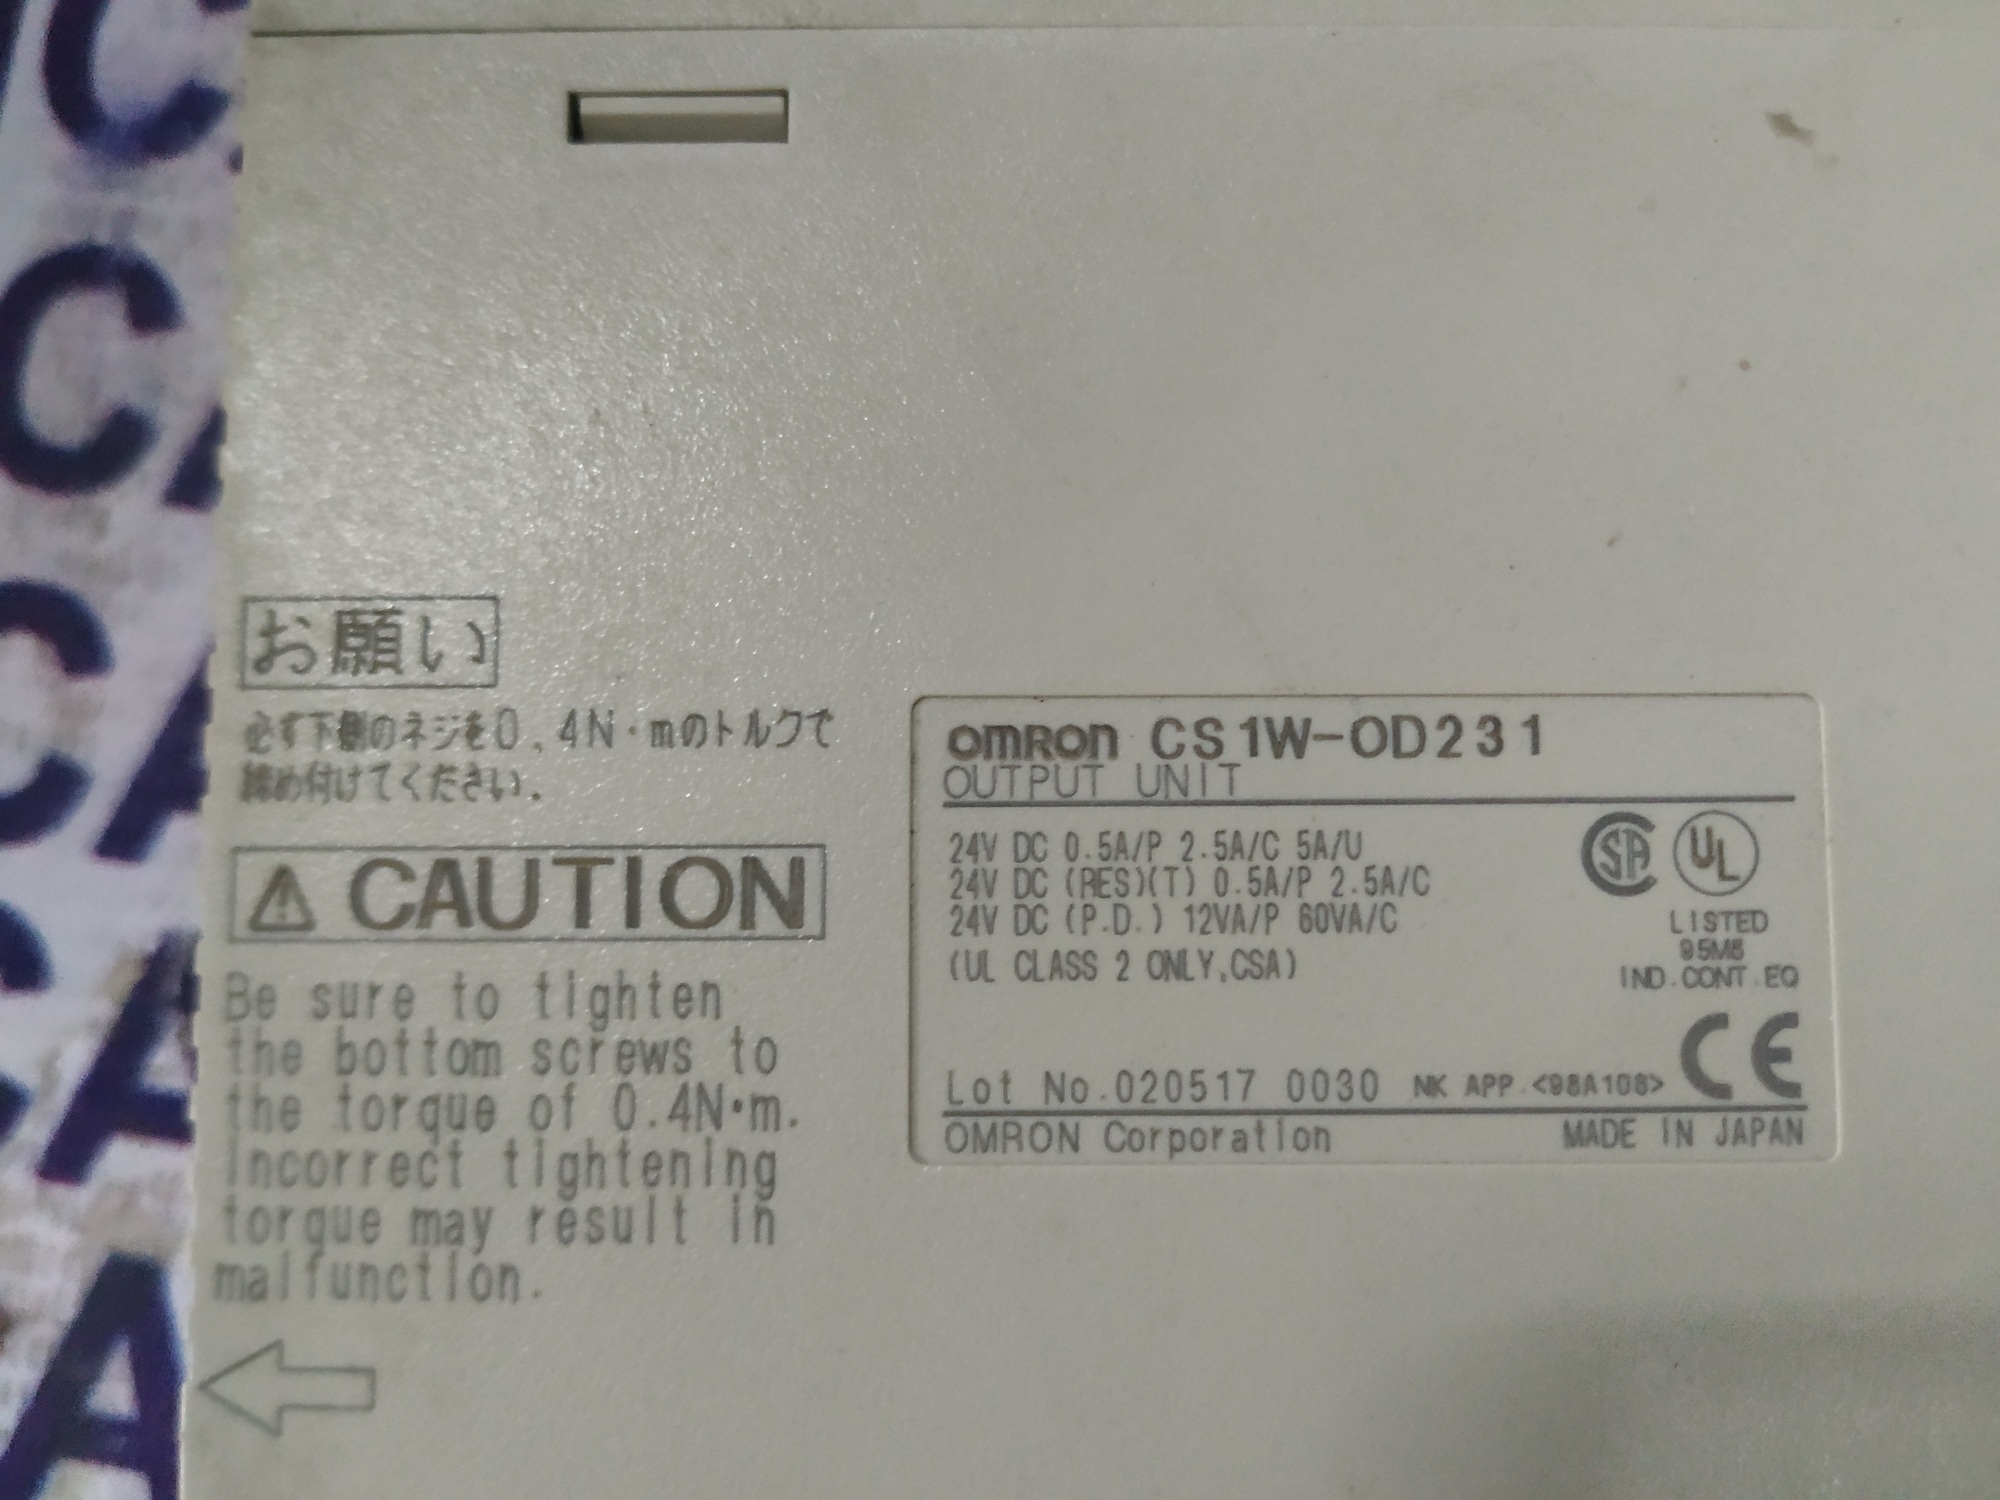 お願い
必ず下側のネジを0.4N・mのトルクで
締め付けてください.
⚠ CAUTION
Be sure to tighten
the bottom screws to
the torque of 0.4N•m.
Incorrect tightening
torque may result in
malfunction.
OMRON CS1W-OD231
OUTPUT UNIT
24V DC 0.5A/P 2.5A/C 5A/U
24V DC (RES)(T) 0.5A/P 2.5A/C
24V DC (P.D.) 12VA/P 60VA/C
(UL CLASS 2 ONLY,CSA)
SA
UL
LISTED
95M8
IND.CONT.EQ
CE
Lot No.020517 0030 NK APP.<98A108>
OMRON Corporation MADE IN JAPAN